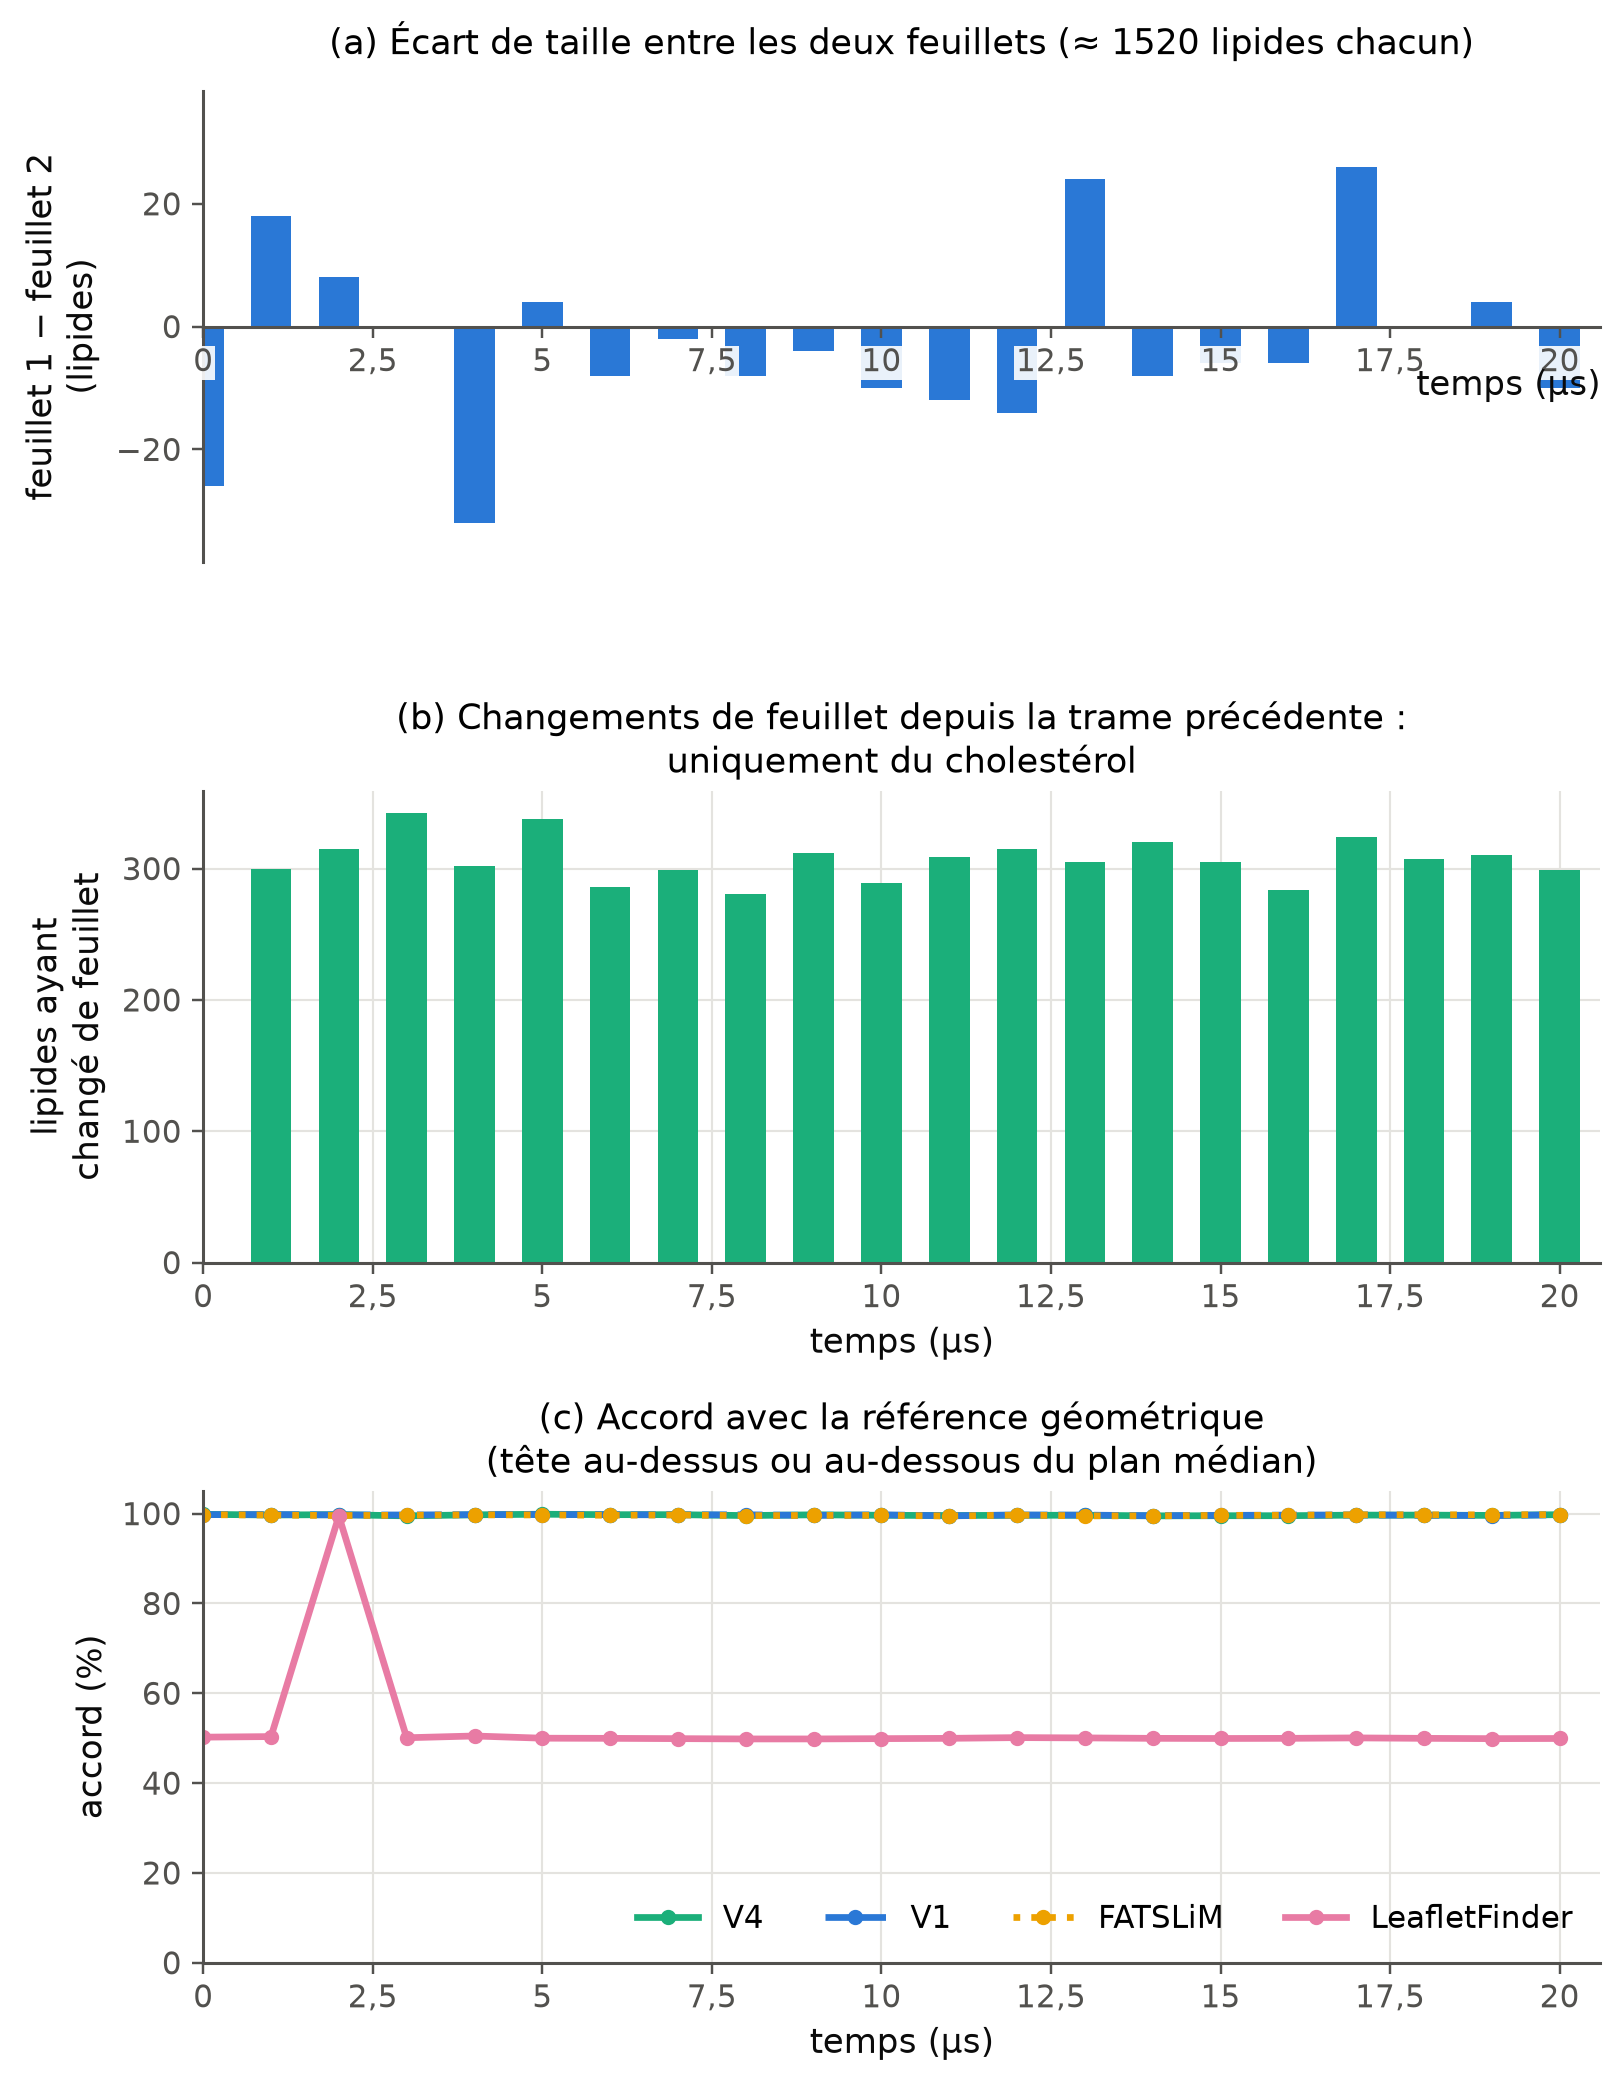 (a) Écart de taille entre les deux feuillets (≈ 1520 lipides chacun)
feuillet 1 − feuillet 2
(lipides)
20
0
−20
0
2,5
5
7,5
10
12,5
15
17,5
20
temps (µs)
(b) Changements de feuillet depuis la trame précédente :
uniquement du cholestérol
lipides ayant
changé de feuillet
300
200
100
0
0
2,5
5
7,5
10
12,5
15
17,5
20
temps (µs)
(c) Accord avec la référence géométrique
(tête au-dessus ou au-dessous du plan médian)
accord (%)
100
80
60
40
20
0
V4
V1
FATSLiM
LeafletFinder
0
2,5
5
7,5
10
12,5
15
17,5
20
temps (µs)